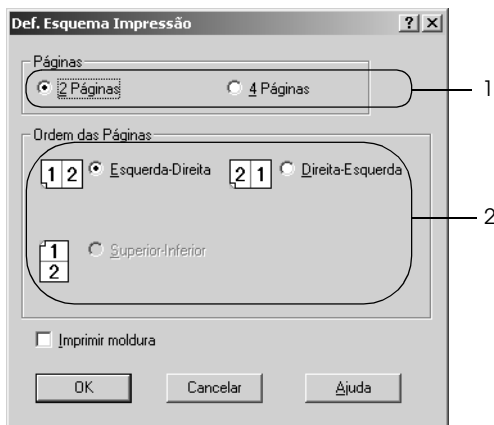 Def. Esquema Impressão
Páginas
2 Páginas 4 Páginas 1
Ordem das Páginas
1 2 Esquerda-Direita 2 1 Direita-Esquerda
2
1
2 Superior-Inferior
Imprimir moldura
OK Cancelar Ajuda